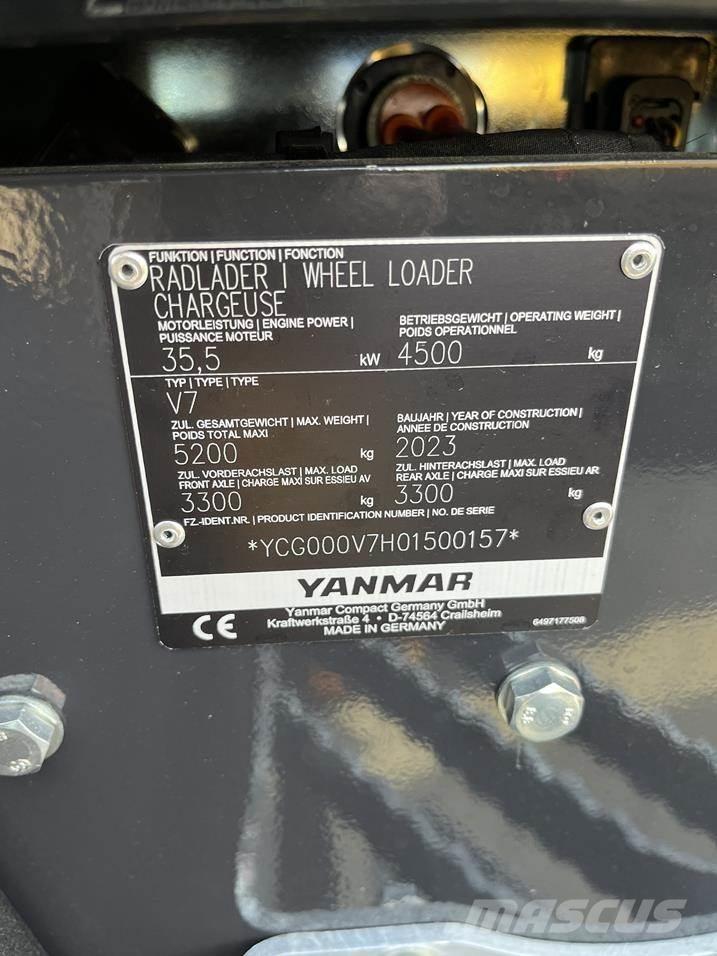 FUNKTION | FUNCTION | FONCTION
RADLADER | WHEEL LOADER
CHARGEUSE
MOTORLEISTUNG | ENGINE POWER |
PUISSANCE MOTEUR
35,5 kW
BETRIEBSGEWICHT | OPERATING WEIGHT |
POIDS OPERATIONNEL
4500 kg
TYP | TYPE | TYPE
V7
ZUL. GESAMTGEWICHT | MAX. WEIGHT |
POIDS TOTAL MAXI
5200 kg
BAUJAHR | YEAR OF CONSTRUCTION |
ANNEE DE CONSTRUCTION
2023
ZUL. VORDERACHSLAST | MAX. LOAD
FRONT AXLE | CHARGE MAXI SUR ESSIEU AV
3300 kg
ZUL. HINTERACHSLAST | MAX. LOAD
REAR AXLE | CHARGE MAXI SUR ESSIEU AR
3300 kg
FZ-IDENT.NR. | PRODUCT IDENTIFICATION NUMBER | NO. DE SERIE
*YCG000V7H01500157*
YANMAR
CE
Yanmar Compact Germany GmbH
Kraftwerkstraße 4 • D-74564 Crailsheim
MADE IN GERMANY
6497177508
MASCUS